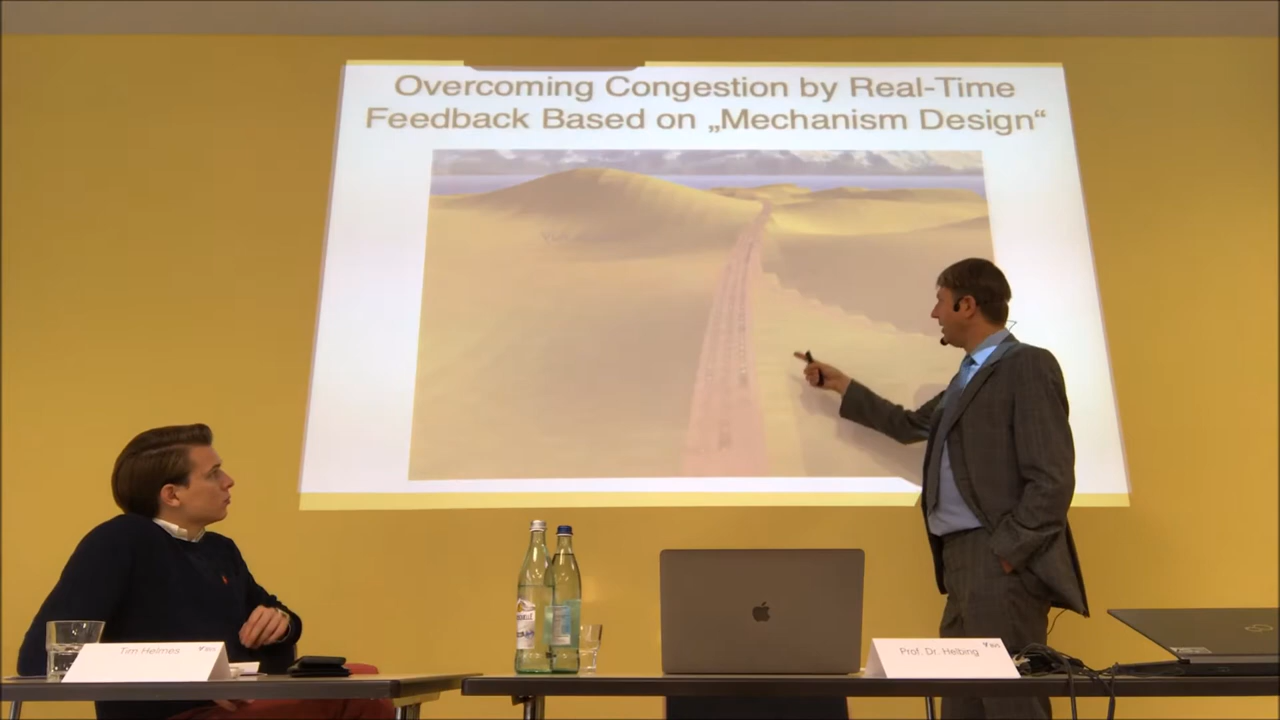 Overcoming Congestion by Real-Time
Feedback Based on „Mechanism Design“
Tim Helmes
Prof. Dr. Helbing